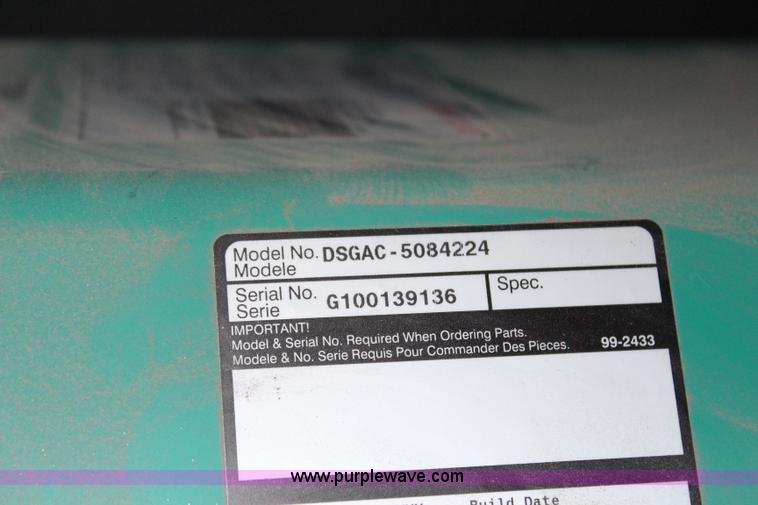 Model No. DSGAC-5084224
Modele
Serial No. G100139136
Serie
Spec.
IMPORTANT!
Model & Serial No. Required When Ordering Parts.
Modele & No. Serie Requis Pour Commander Des Pieces. 99-2433
www.purplewave.com
Build Date